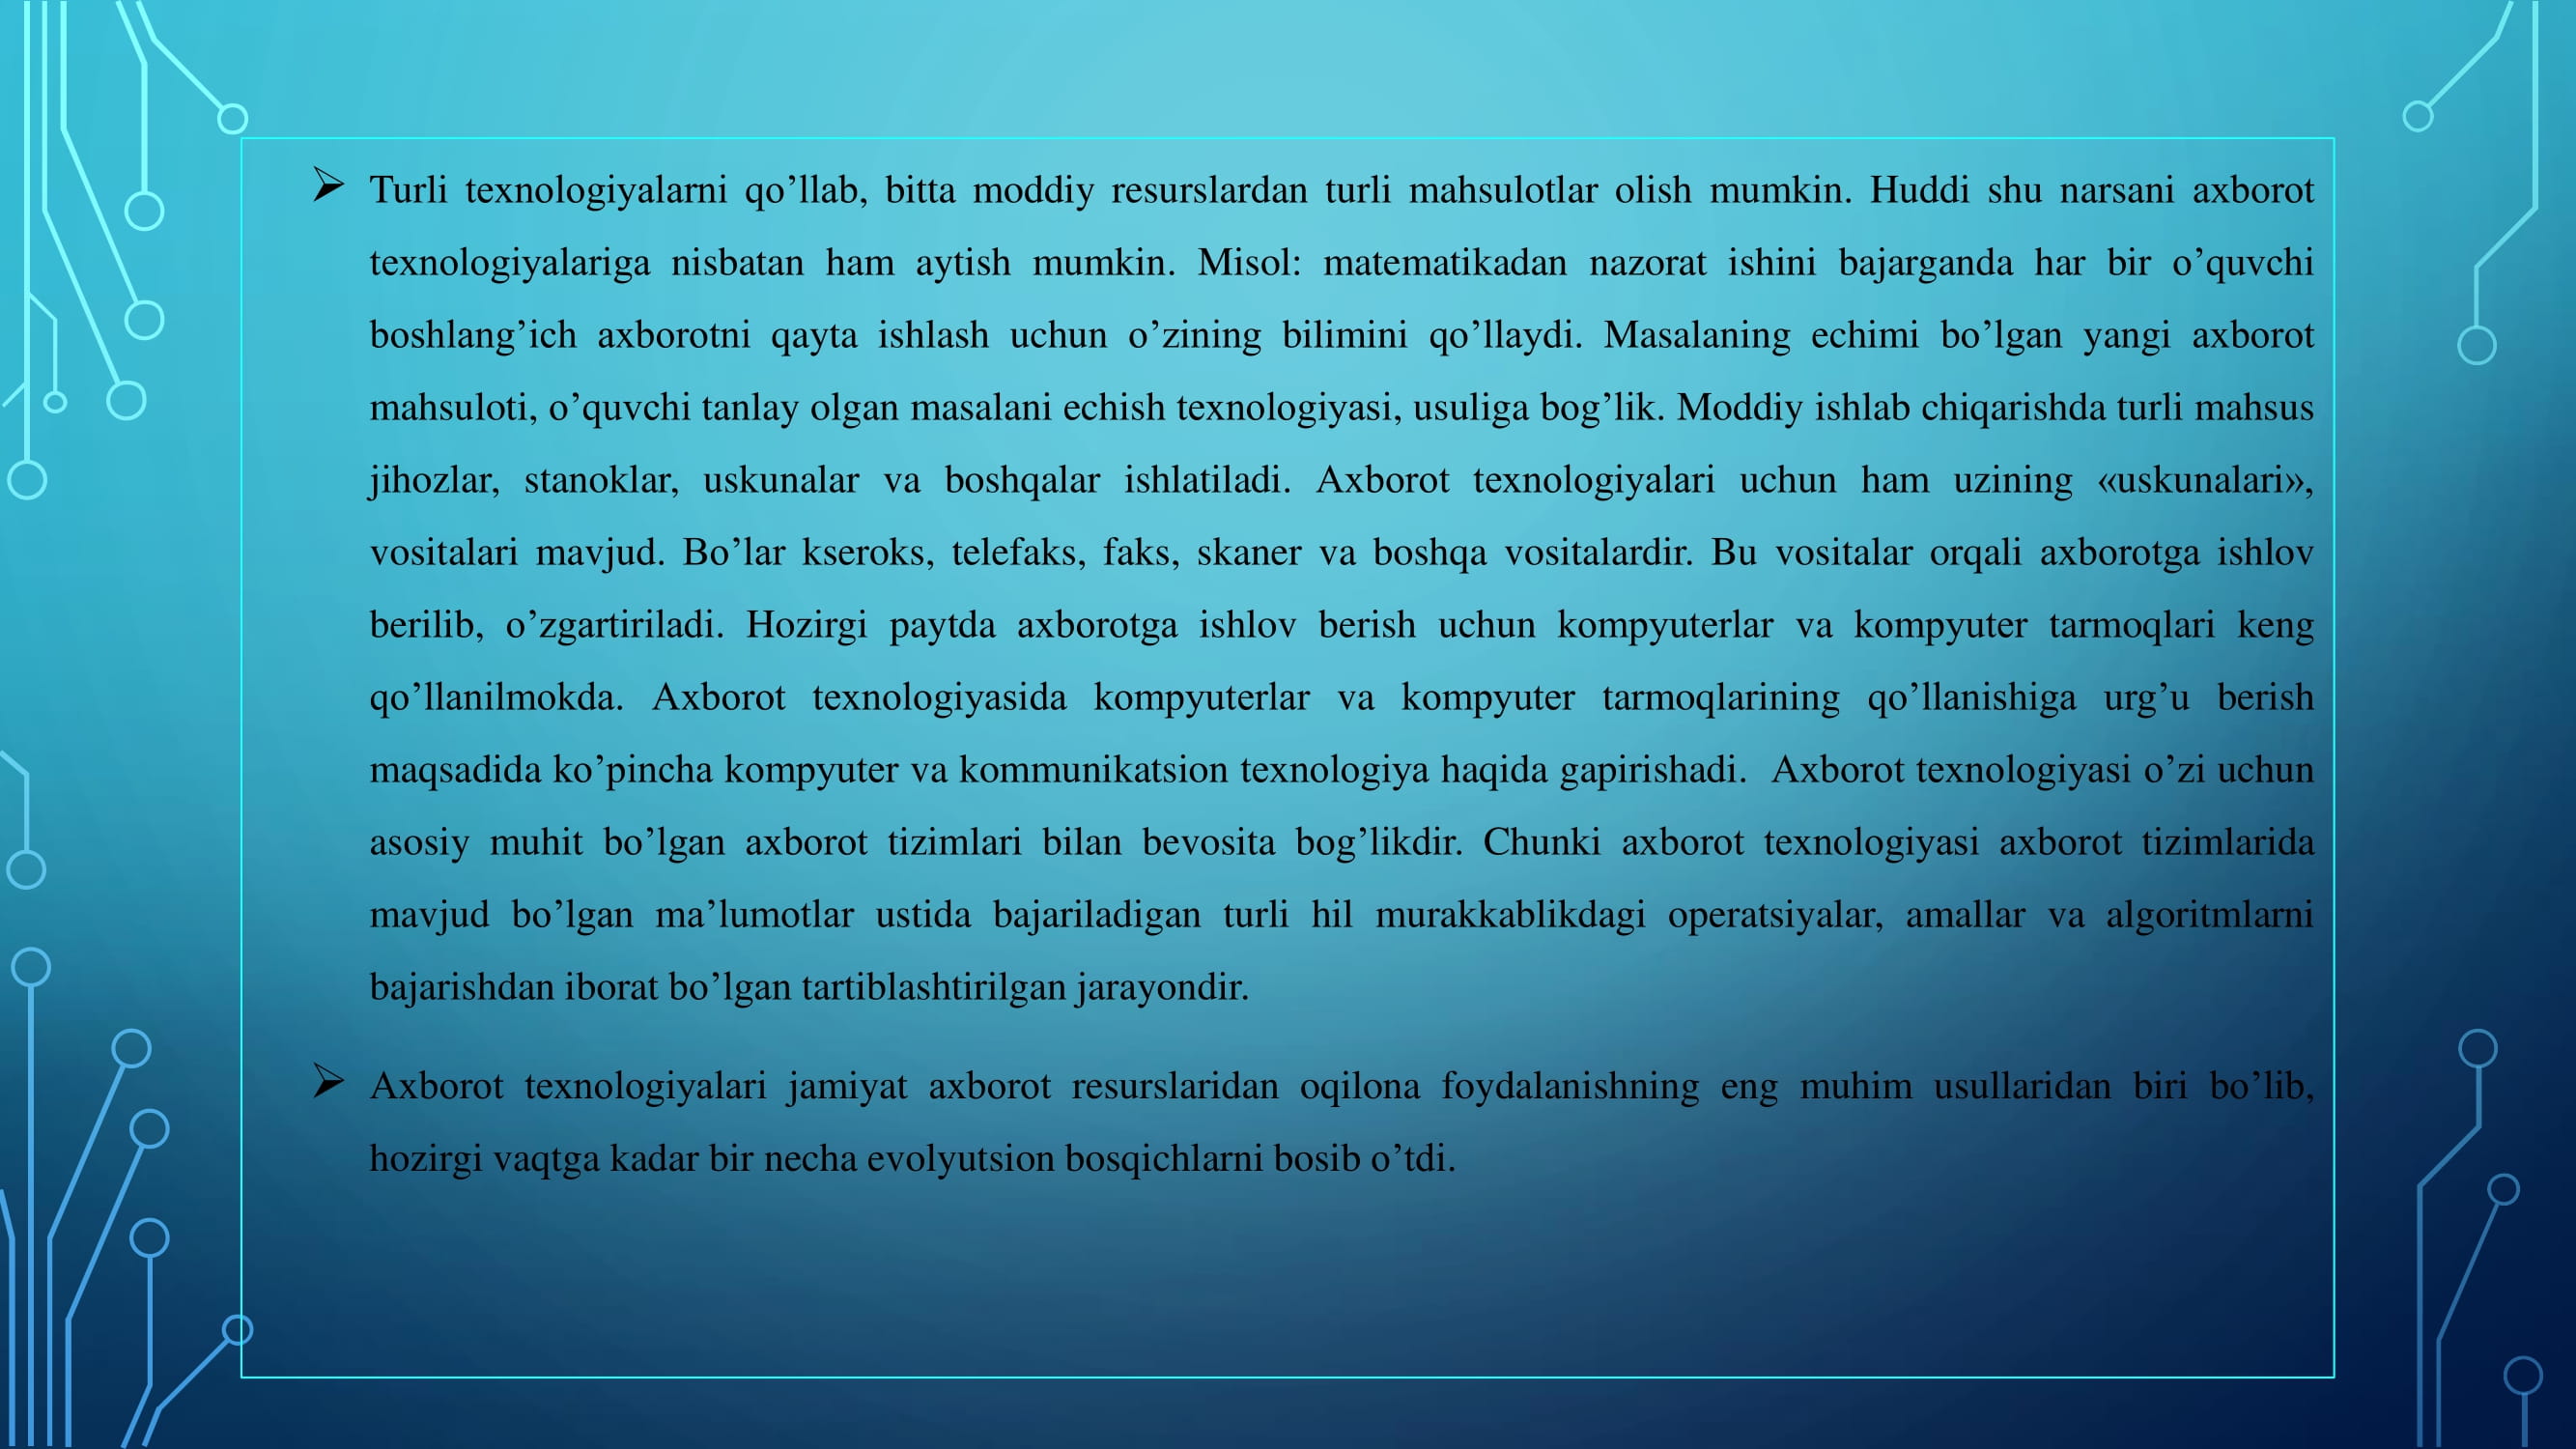 Turli texnologiyalarni qo’llab, bitta moddiy resurslardan turli mahsulotlar olish mumkin. Huddi shu narsani axborot
texnologiyalariga nisbatan ham aytish mumkin. Misol: matematikadan nazorat ishini bajarganda har bir o’quvchi
boshlang’ich axborotni qayta ishlash uchun o’zining bilimini qo’llaydi. Masalaning echimi bo’lgan yangi axborot
mahsuloti, o’quvchi tanlay olgan masalani echish texnologiyasi, usuliga bog’lik. Moddiy ishlab chiqarishda turli mahsus
jihozlar, stanoklar, uskunalar va boshqalar ishlatiladi. Axborot texnologiyalari uchun ham uzining «uskunalari»,
vositalari mavjud. Bo’lar kseroks, telefaks, faks, skaner va boshqa vositalardir. Bu vositalar orqali axborotga ishlov
berilib, o’zgartiriladi. Hozirgi paytda axborotga ishlov berish uchun kompyuterlar va kompyuter tarmoqlari keng
qo’llanilmokda. Axborot texnologiyasida kompyuterlar va kompyuter tarmoqlarining qo’llanishiga urg’u berish
maqsadida ko’pincha kompyuter va kommunikatsion texnologiya haqida gapirishadi. Axborot texnologiyasi o’zi uchun
asosiy muhit bo’lgan axborot tizimlari bilan bevosita bog’likdir. Chunki axborot texnologiyasi axborot tizimlarida
mavjud bo’lgan ma’lumotlar ustida bajariladigan turli hil murakkablikdagi operatsiyalar, amallar va algoritmlarni
bajarishdan iborat bo’lgan tartiblashtirilgan jarayondir.
Axborot texnologiyalari jamiyat axborot resurslaridan oqilona foydalanishning eng muhim usullaridan biri bo’lib,
hozirgi vaqtga kadar bir necha evolyutsion bosqichlarni bosib o’tdi.